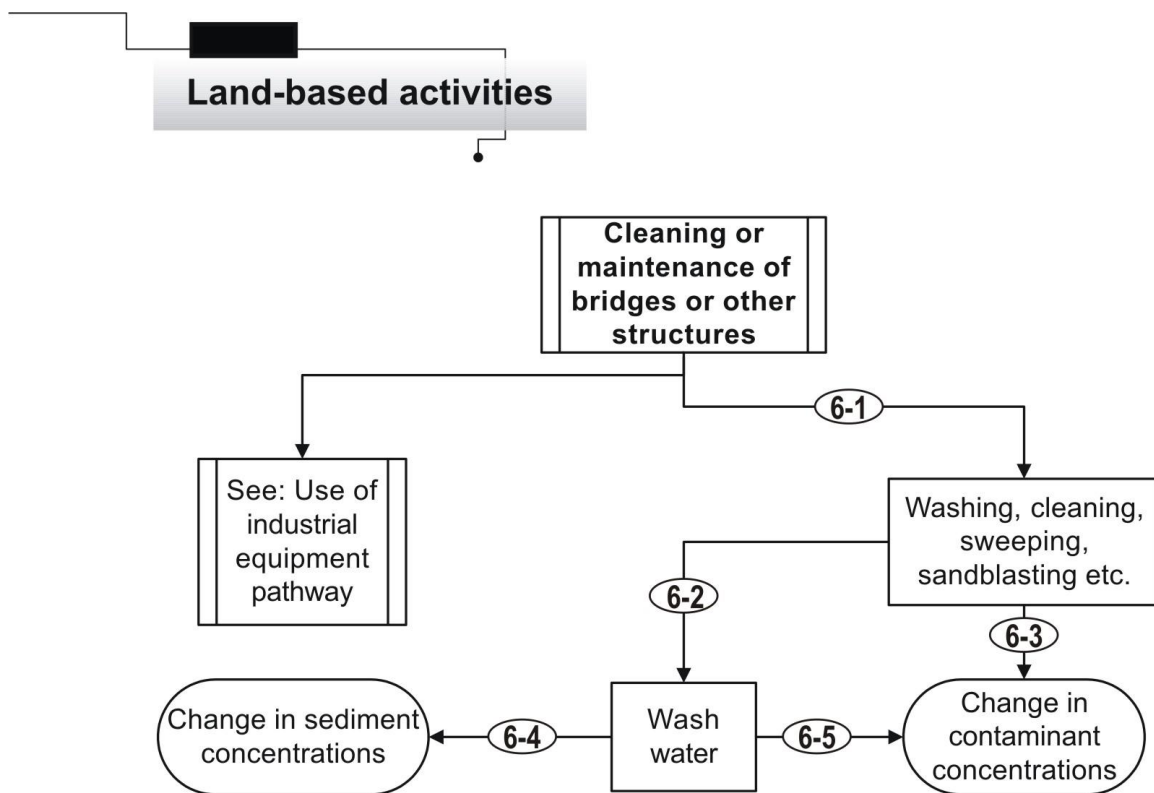 Land-based activities
Cleaning or
maintenance of
bridges or other
structures
6-1
See: Use of
industrial
equipment
pathway
Washing, cleaning,
sweeping,
sandblasting etc.
6-2
6-3
Change in sediment
concentrations
6-4
Wash
water
6-5
Change in
contaminant
concentrations